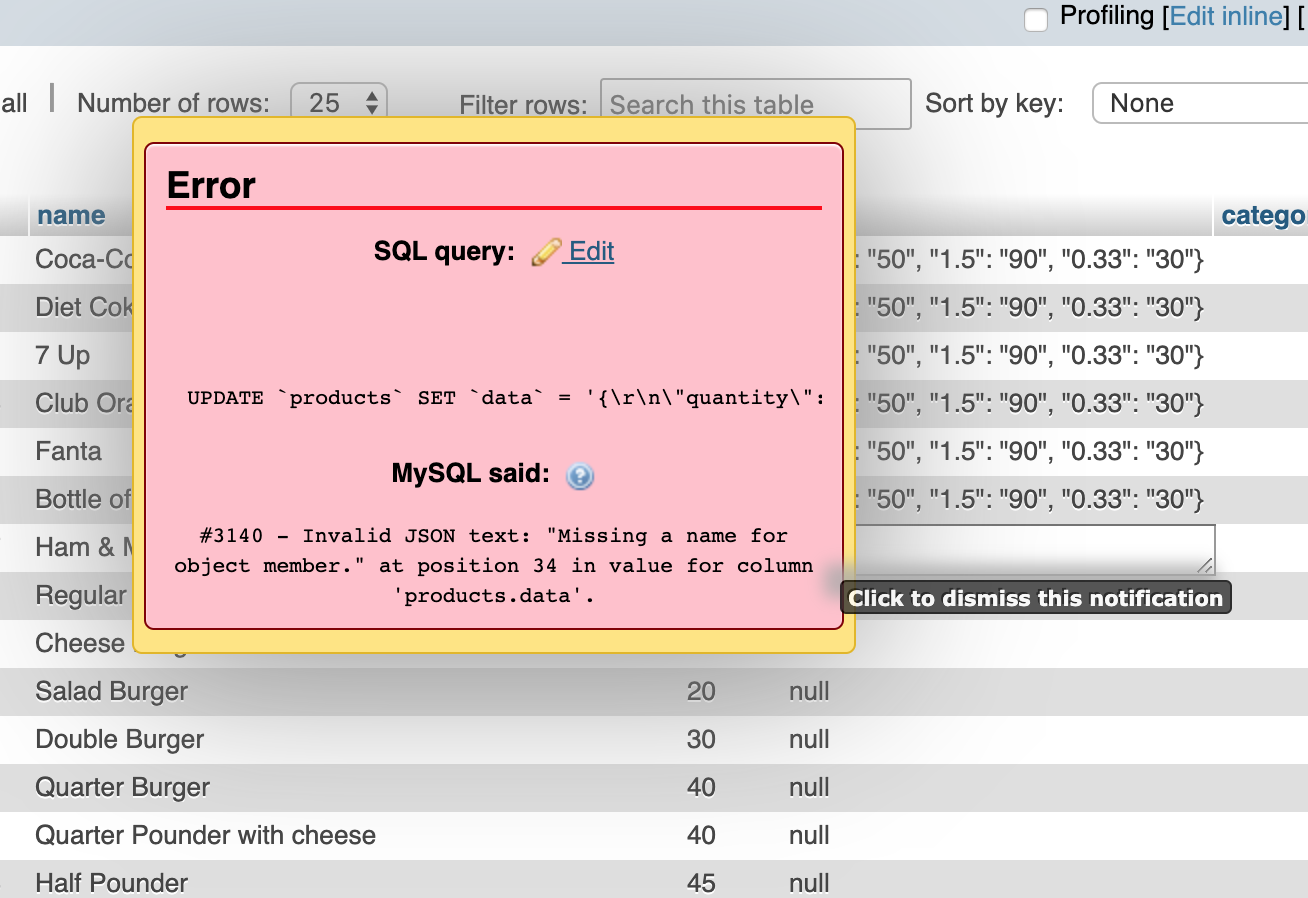 Profiling [Edit inline] [
all Number of rows: 25 Filter rows: Search this table Sort by key: None
Error
SQL query: Edit
UPDATE `products` SET `data` = '{\r\n\"quantity\":
MySQL said:
#3140 - Invalid JSON text: "Missing a name for
object member." at position 34 in value for column
'products.data'.
Click to dismiss this notification
name catego
Coca-Co : "50", "1.5": "90", "0.33": "30"}
Diet Cok : "50", "1.5": "90", "0.33": "30"}
7 Up : "50", "1.5": "90", "0.33": "30"}
Club Ora : "50", "1.5": "90", "0.33": "30"}
Fanta : "50", "1.5": "90", "0.33": "30"}
Bottle of : "50", "1.5": "90", "0.33": "30"}
Ham &
Regular
Cheese
Salad Burger 20 null
Double Burger 30 null
Quarter Burger 40 null
Quarter Pounder with cheese 40 null
Half Pounder 45 null